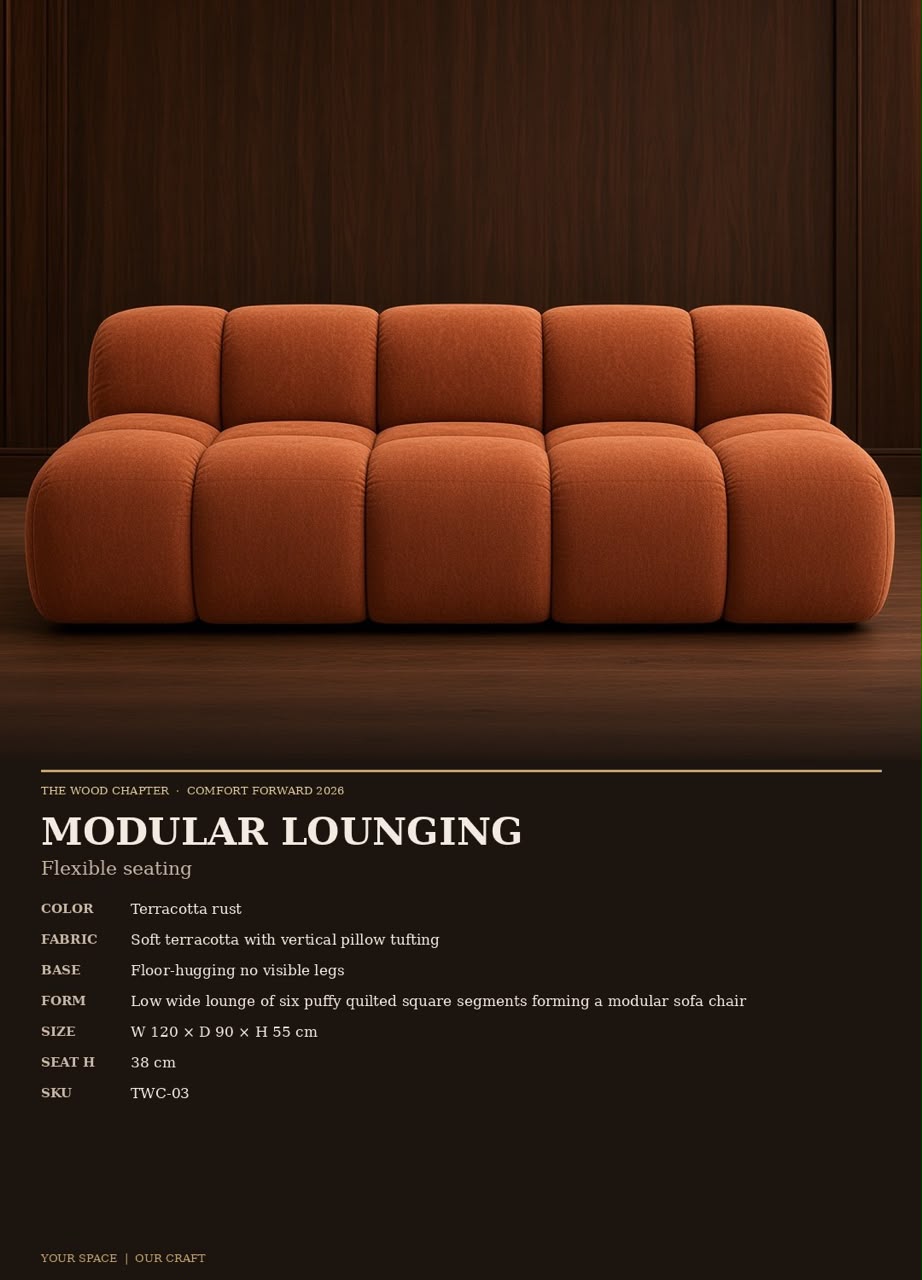 THE WOOD CHAPTER · COMFORT FORWARD 2026
MODULAR LOUNGING
Flexible seating
COLOR Terracotta rust
FABRIC Soft terracotta with vertical pillow tufting
BASE Floor-hugging no visible legs
FORM Low wide lounge of six puffy quilted square segments forming a modular sofa chair
SIZE W 120 × D 90 × H 55 cm
SEAT H 38 cm
SKU TWC-03
YOUR SPACE | OUR CRAFT